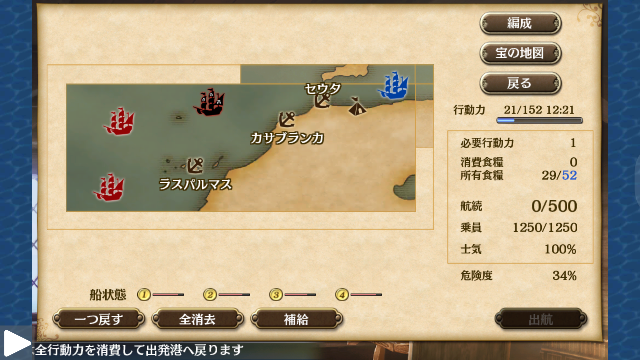 編成
宝の地図
戻る
行動力 21/152 12:21
必要行動力 1
消費食糧 0
所有食糧 29/52
航続 0/500
乗員 1250/1250
士気 100%
危険度 34%
セウタ
カサブランカ
ラスパルマス
船状態 1 2 3 4
一つ戻す 全消去 補給 出航
全行動力を消費して出発港へ戻ります